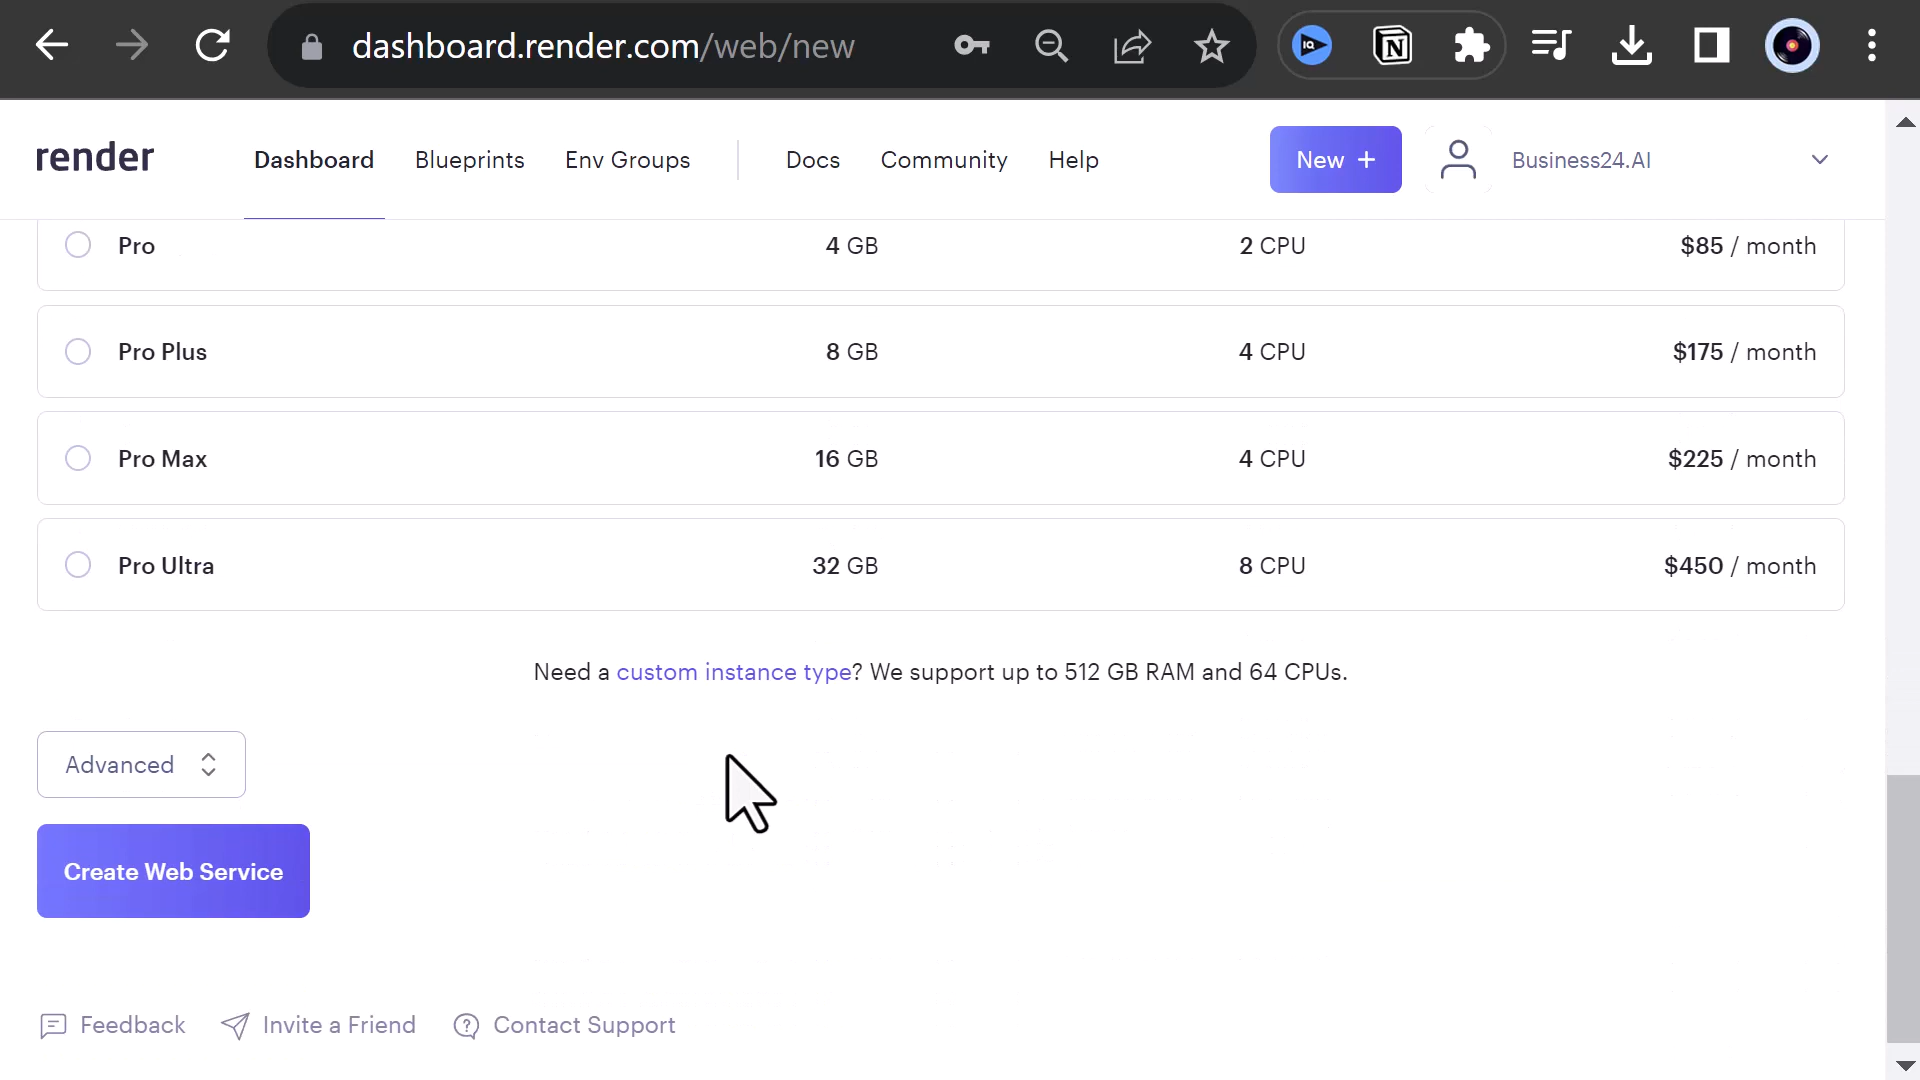 dashboard.render.com/web/new
IQ
N
render
Dashboard Blueprints Env Groups Docs Community Help New + Business24.AI
Pro 4 GB 2 CPU $85 / month
Pro Plus 8 GB 4 CPU $175 / month
Pro Max 16 GB 4 CPU $225 / month
Pro Ultra 32 GB 8 CPU $450 / month
Need a custom instance type? We support up to 512 GB RAM and 64 CPUs.
Advanced
Create Web Service
Feedback Invite a Friend Contact Support